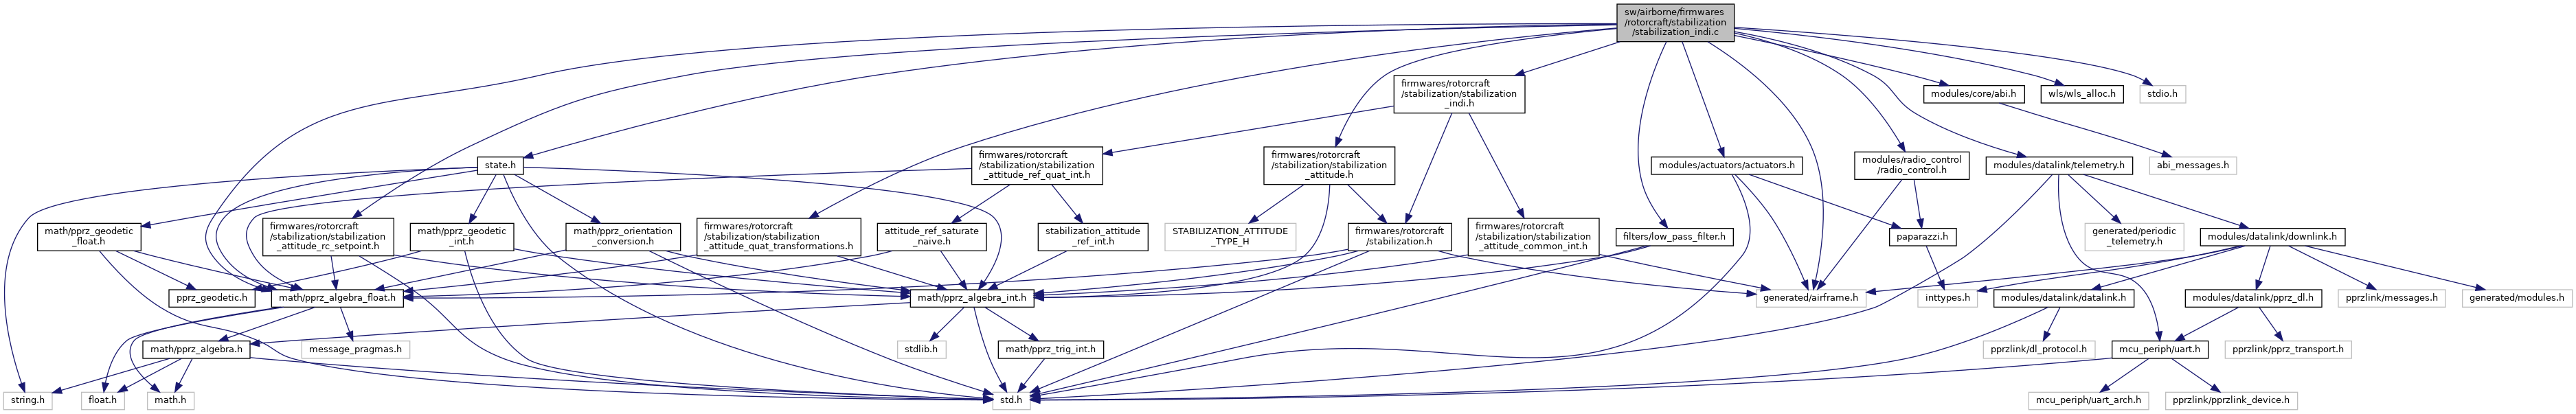 sw/airborne/firmwares
/rotorcraft/stabilization
/stabilization_indi.c
firmwares/rotorcraft
/stabilization/stabilization
_indi.h
modules/core/abi.h
wls/wls_alloc.h
stdio.h
state.h
firmwares/rotorcraft
/stabilization/stabilization
_attitude_ref_quat_int.h
firmwares/rotorcraft
/stabilization/stabilization
_attitude.h
modules/actuators/actuators.h
modules/radio_control
/radio_control.h
modules/datalink/telemetry.h
abi_messages.h
math/pprz_geodetic
_float.h
firmwares/rotorcraft
/stabilization/stabilization
_attitude_rc_setpoint.h
math/pprz_geodetic
_int.h
math/pprz_orientation
_conversion.h
firmwares/rotorcraft
/stabilization/stabilization
_attitude_quat_transformations.h
attitude_ref_saturate
_naive.h
stabilization_attitude
_ref_int.h
STABILIZATION_ATTITUDE
_TYPE_H
firmwares/rotorcraft
/stabilization.h
firmwares/rotorcraft
/stabilization/stabilization
_attitude_common_int.h
filters/low_pass_filter.h
paparazzi.h
generated/periodic
_telemetry.h
modules/datalink/downlink.h
pprz_geodetic.h
math/pprz_algebra_float.h
math/pprz_algebra_int.h
generated/airframe.h
inttypes.h
modules/datalink/datalink.h
modules/datalink/pprz_dl.h
pprzlink/messages.h
generated/modules.h
math/pprz_algebra.h
message_pragmas.h
stdlib.h
math/pprz_trig_int.h
pprzlink/dl_protocol.h
mcu_periph/uart.h
pprzlink/pprz_transport.h
string.h
float.h
math.h
std.h
mcu_periph/uart_arch.h
pprzlink/pprzlink_device.h